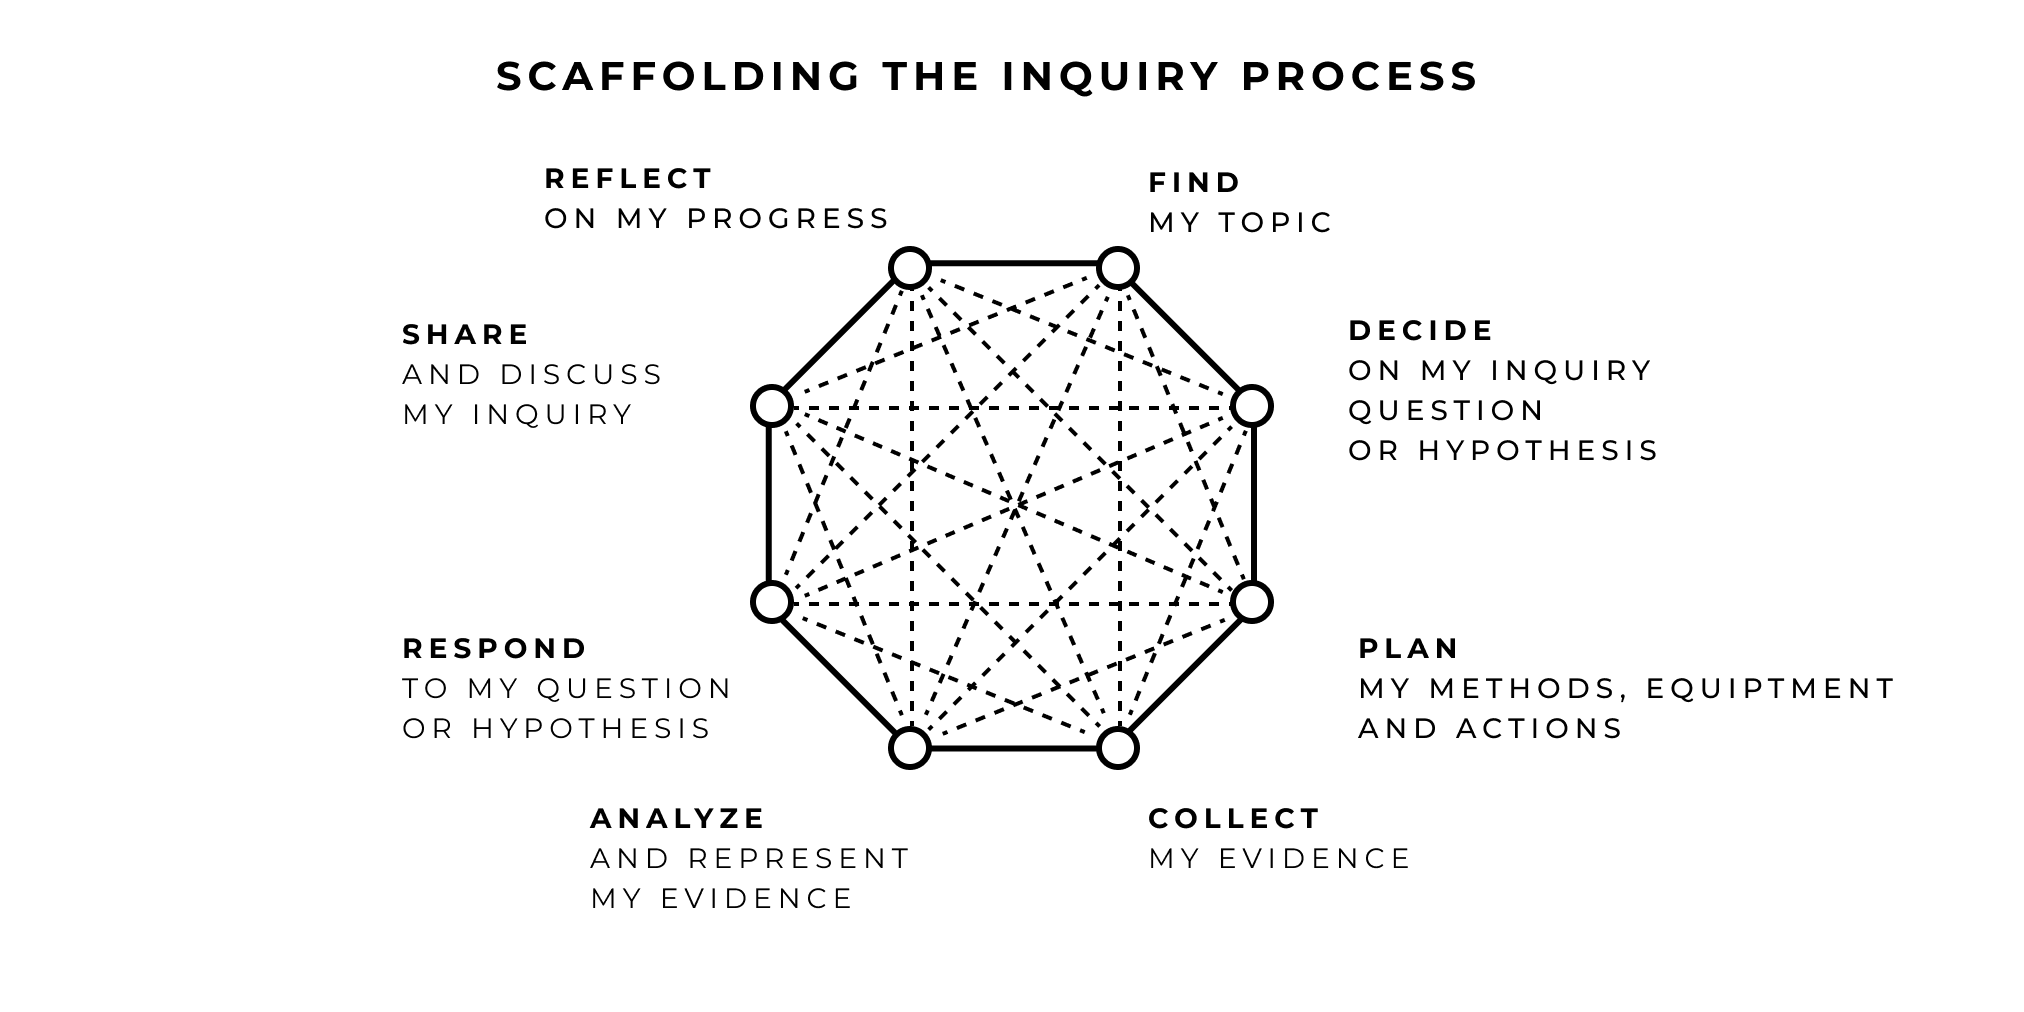 SCAFFOLDING THE INQUIRY PROCESS
REFLECT
ON MY PROGRESS
FIND
MY TOPIC
SHARE
AND DISCUSS
MY INQUIRY
DECIDE
ON MY INQUIRY
QUESTION
OR HYPOTHESIS
RESPOND
TO MY QUESTION
OR HYPOTHESIS
PLAN
MY METHODS, EQUIPTMENT
AND ACTIONS
ANALYZE
AND REPRESENT
MY EVIDENCE
COLLECT
MY EVIDENCE